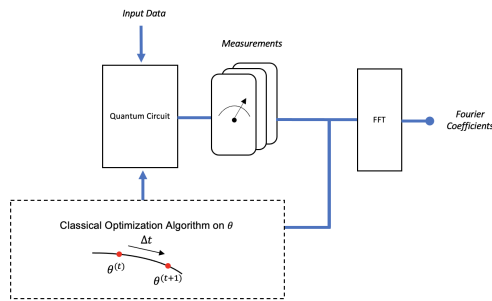 Input Data
Measurements
Quantum Circuit
FFT
Fourier
Coefficients
Classical Optimization Algorithm on θ
Δt
θ^(t)
θ^(t+1)